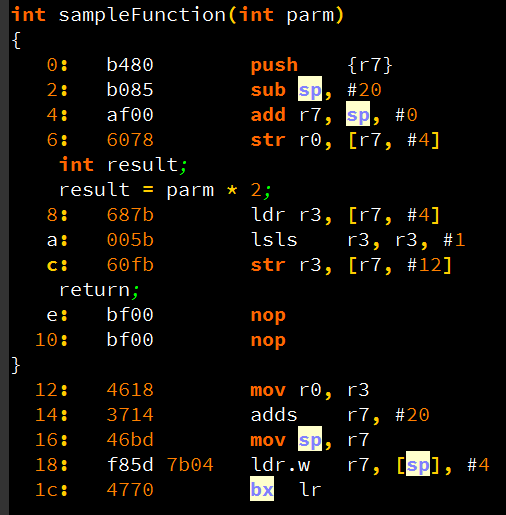 int sampleFunction(int parm)
{
   0:   b480        push    {r7}
   2:   b085        sub sp, #20
   4:   af00        add r7, sp, #0
   6:   6078        str r0, [r7, #4]
    int result;
    result = parm * 2;
   8:   687b        ldr r3, [r7, #4]
   a:   005b        lsls    r3, r3, #1
   c:   60fb        str r3, [r7, #12]
    return;
   e:   bf00        nop
  10:   bf00        nop
}
  12:   4618        mov r0, r3
  14:   3714        adds    r7, #20
  16:   46bd        mov sp, r7
  18:   f85d 7b04   ldr.w   r7, [sp], #4
  1c:   4770        bx  lr